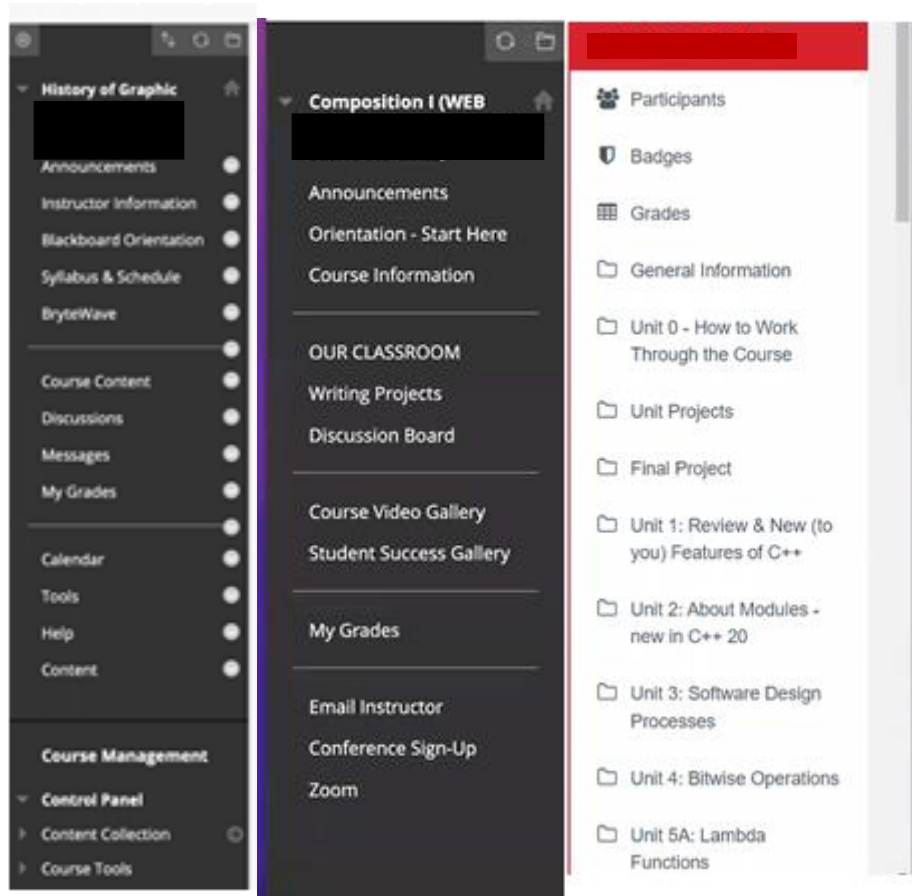 History of Graphic
Announcements
Instructor Information
Blackboard Orientation
Syllabus & Schedule
BryteWave
Course Content
Discussions
Messages
My Grades
Calendar
Tools
Help
Content
Course Management
Control Panel
Content Collection
Course Tools
Composition I (WEB
Announcements
Orientation - Start Here
Course Information
OUR CLASSROOM
Writing Projects
Discussion Board
Course Video Gallery
Student Success Gallery
My Grades
Email Instructor
Conference Sign-Up
Zoom
Participants
Badges
Grades
General Information
Unit 0 - How to Work
Through the Course
Unit Projects
Final Project
Unit 1: Review & New (to
you) Features of C++
Unit 2: About Modules -
new in C++ 20
Unit 3: Software Design
Processes
Unit 4: Bitwise Operations
Unit 5A: Lambda
Functions